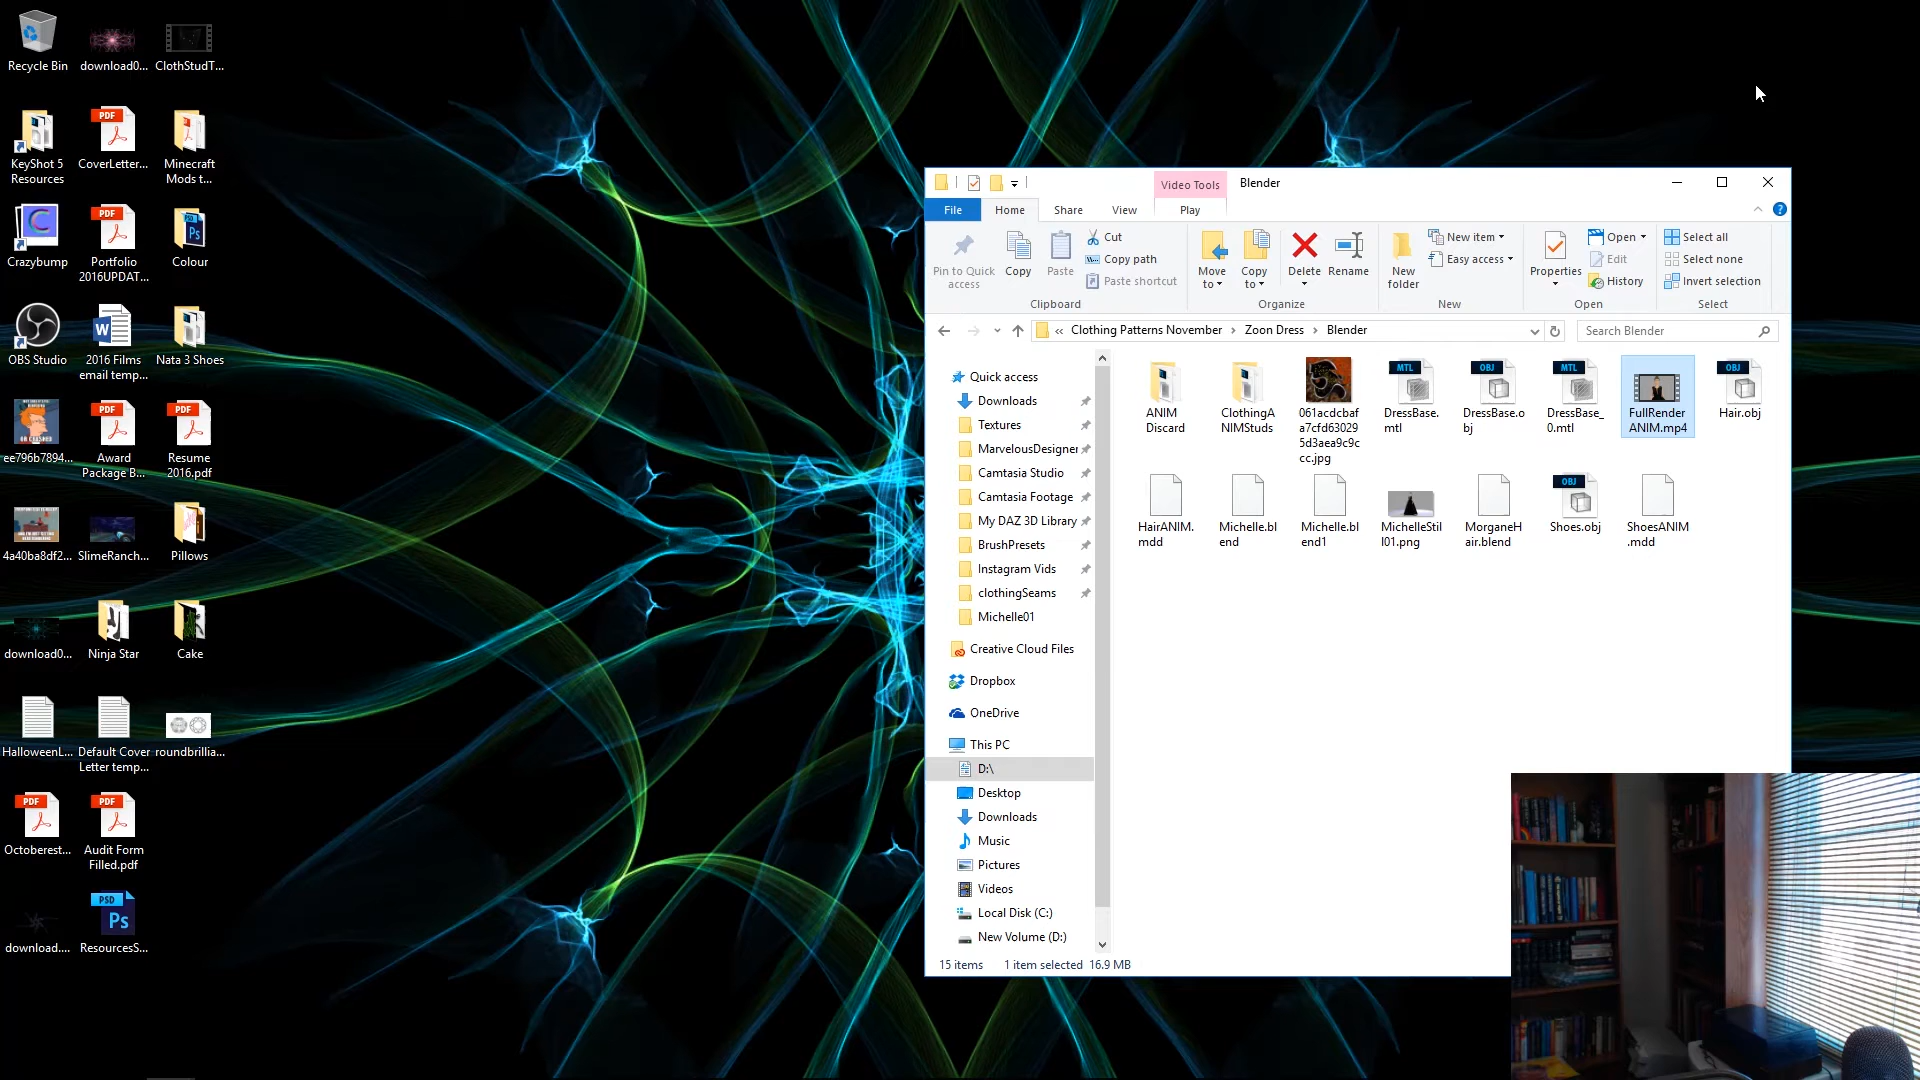 Recycle Bin
download0...
ClothStudT...
KeyShot 5
Resources
CoverLetter...
Minecraft
Mods t...
Crazybump
Portfolio
2016UPDAT...
Colour
OBS Studio
2016 Films
email temp...
Nata 3 Shoes
ee796b7894...
Award
Package B...
Resume
2016.pdf
4a40ba8df2...
SlimeRanch...
Pillows
download0...
Ninja Star
Cake
HalloweenL...
Default Cover
Letter temp...
roundbrillia...
Octoberest...
Audit Form
Filled.pdf
download....
ResourcesS...
Video Tools
Blender
File
Home
Share
View
Play
Pin to Quick
access
Copy
Paste
Cut
Copy path
Paste shortcut
Clipboard
Move
to
Copy
to
Delete
Rename
Organize
New
folder
New item
Easy access
New
Properties
Open
Edit
History
Open
Select all
Select none
Invert selection
Select
« Clothing Patterns November › Zoon Dress › Blender
Search Blender
Quick access
Downloads
Textures
MarvelousDesigner
Camtasia Studio
Camtasia Footage
My DAZ 3D Library
BrushPresets
Instagram Vids
clothingSeams
Michelle01
Creative Cloud Files
Dropbox
OneDrive
This PC
D:\
Desktop
Downloads
Music
Pictures
Videos
Local Disk (C:)
New Volume (D:)
ANIM
Discard
ClothingA
NIMStuds
061acdcbaf
a7cfd63029
5d3aea9c9c
cc.jpg
MTL
DressBase.
mtl
OBJ
DressBase.o
bj
MTL
DressBase_
0.mtl
FullRender
ANIM.mp4
OBJ
Hair.obj
HairANIM.
mdd
Michelle.bl
end
Michelle.bl
end1
MichelleStil
l01.png
MorganeH
air.blend
OBJ
Shoes.obj
ShoesANIM
.mdd
15 items
1 item selected 16.9 MB